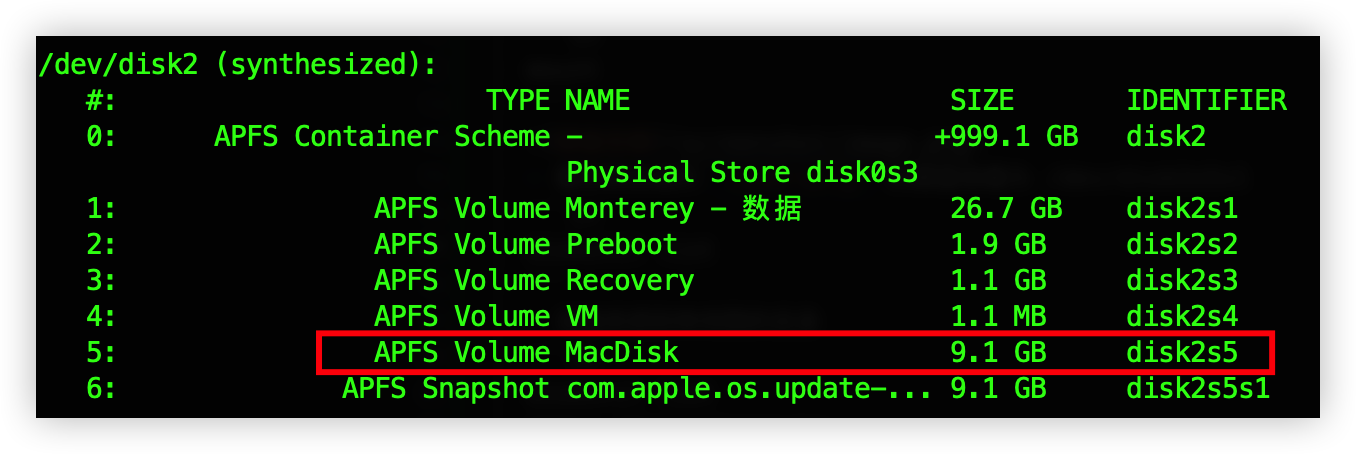 /dev/disk2 (synthesized):
#: TYPE NAME SIZE IDENTIFIER
0: APFS Container Scheme - +999.1 GB disk2
Physical Store disk0s3
1: APFS Volume Monterey - 数据 26.7 GB disk2s1
2: APFS Volume Preboot 1.9 GB disk2s2
3: APFS Volume Recovery 1.1 GB disk2s3
4: APFS Volume VM 1.1 MB disk2s4
5: APFS Volume MacDisk 9.1 GB disk2s5
6: APFS Snapshot com.apple.os.update-... 9.1 GB disk2s5s1